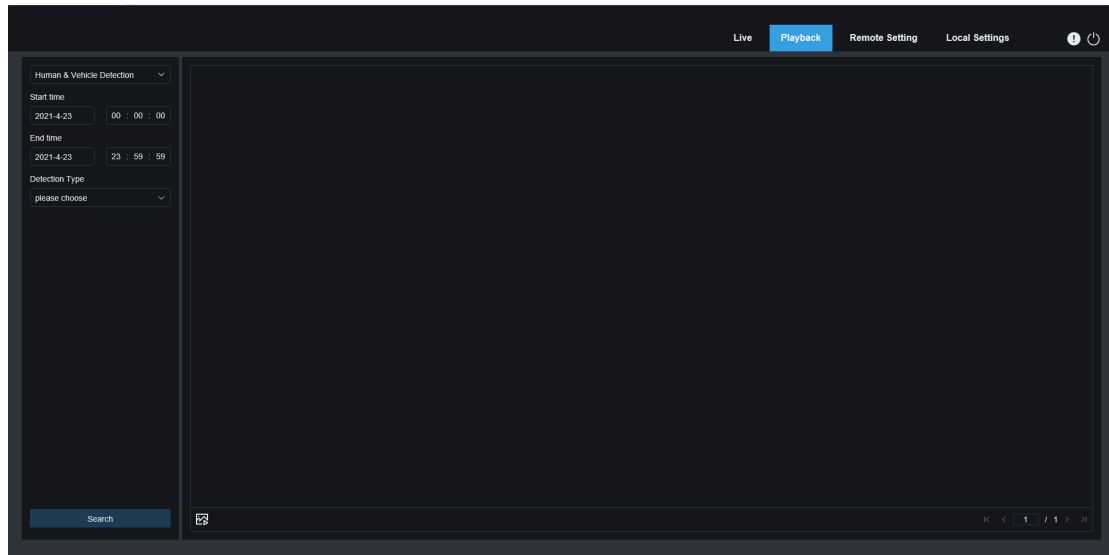 Live Playback Remote Setting Local Settings
Human & Vehicle Detection
Start time
2021-4-23 00 : 00 : 00
End time
2021-4-23 23 : 59 : 59
Detection Type
please choose
Search
1 / 1